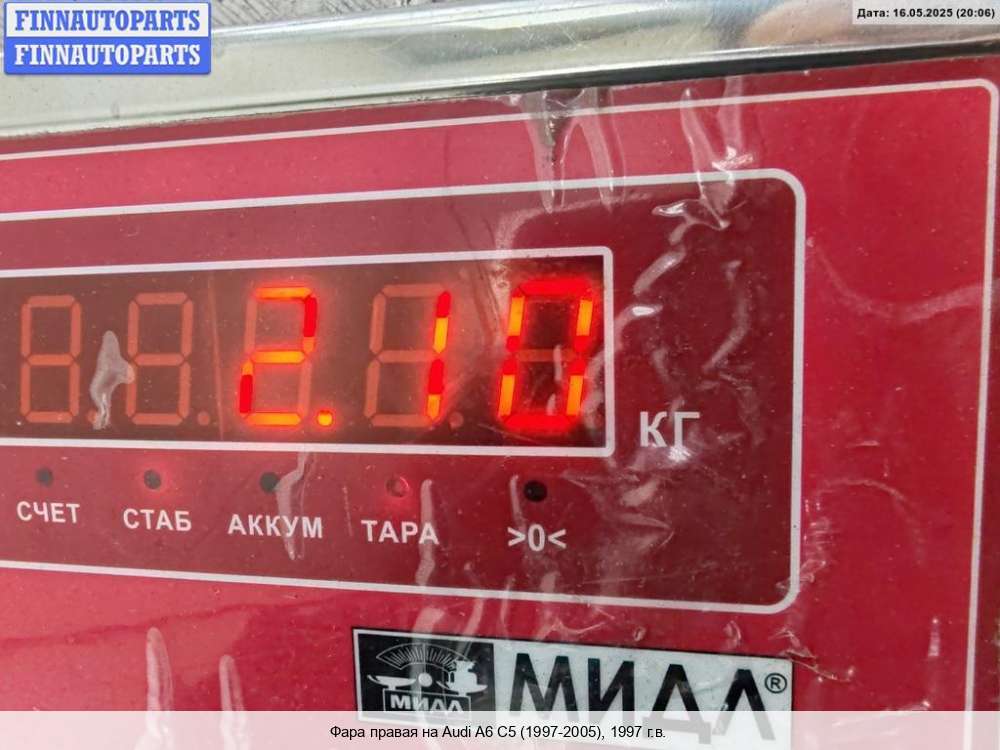 FINNAUTOPARTS
FINNAUTOPARTS
Дата: 16.05.2025 (20:06)
2.10
КГ
СЧЕТ СТАБ АККУМ ТАРА >0<
МИДЛ МИДЛ®
Фара правая на Audi A6 C5 (1997-2005), 1997 г.в.